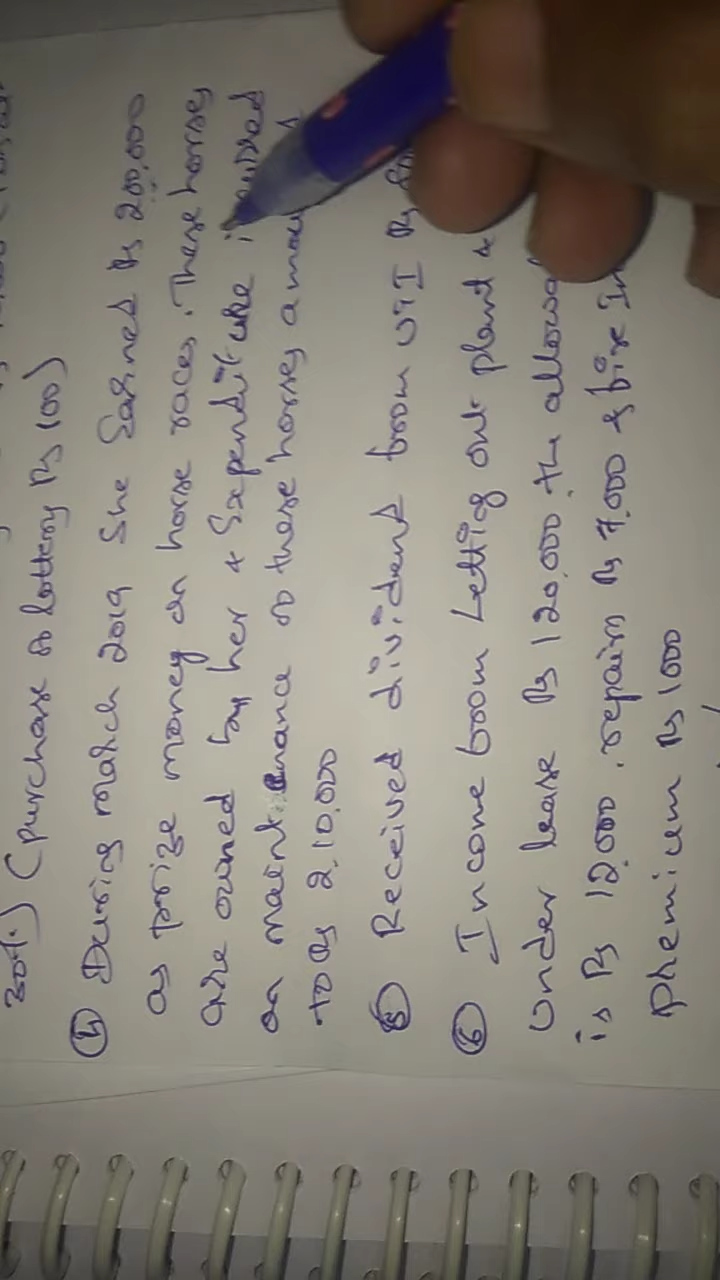 30%) (purchase of lottery Rs 100)
④ During march 2019 she Earned Rs 200,000
as prize money on horse races. These horses
are owned by her & Expenditure
on maintenance of these horses
to Rs 2,10,000
⑤ Received dividend from UTI Rs
⑥ Income from Letting out plant &
under lease Rs 120,000. the
is Rs 12000. repairs Rs 7,000 & fire
premium Rs 1000